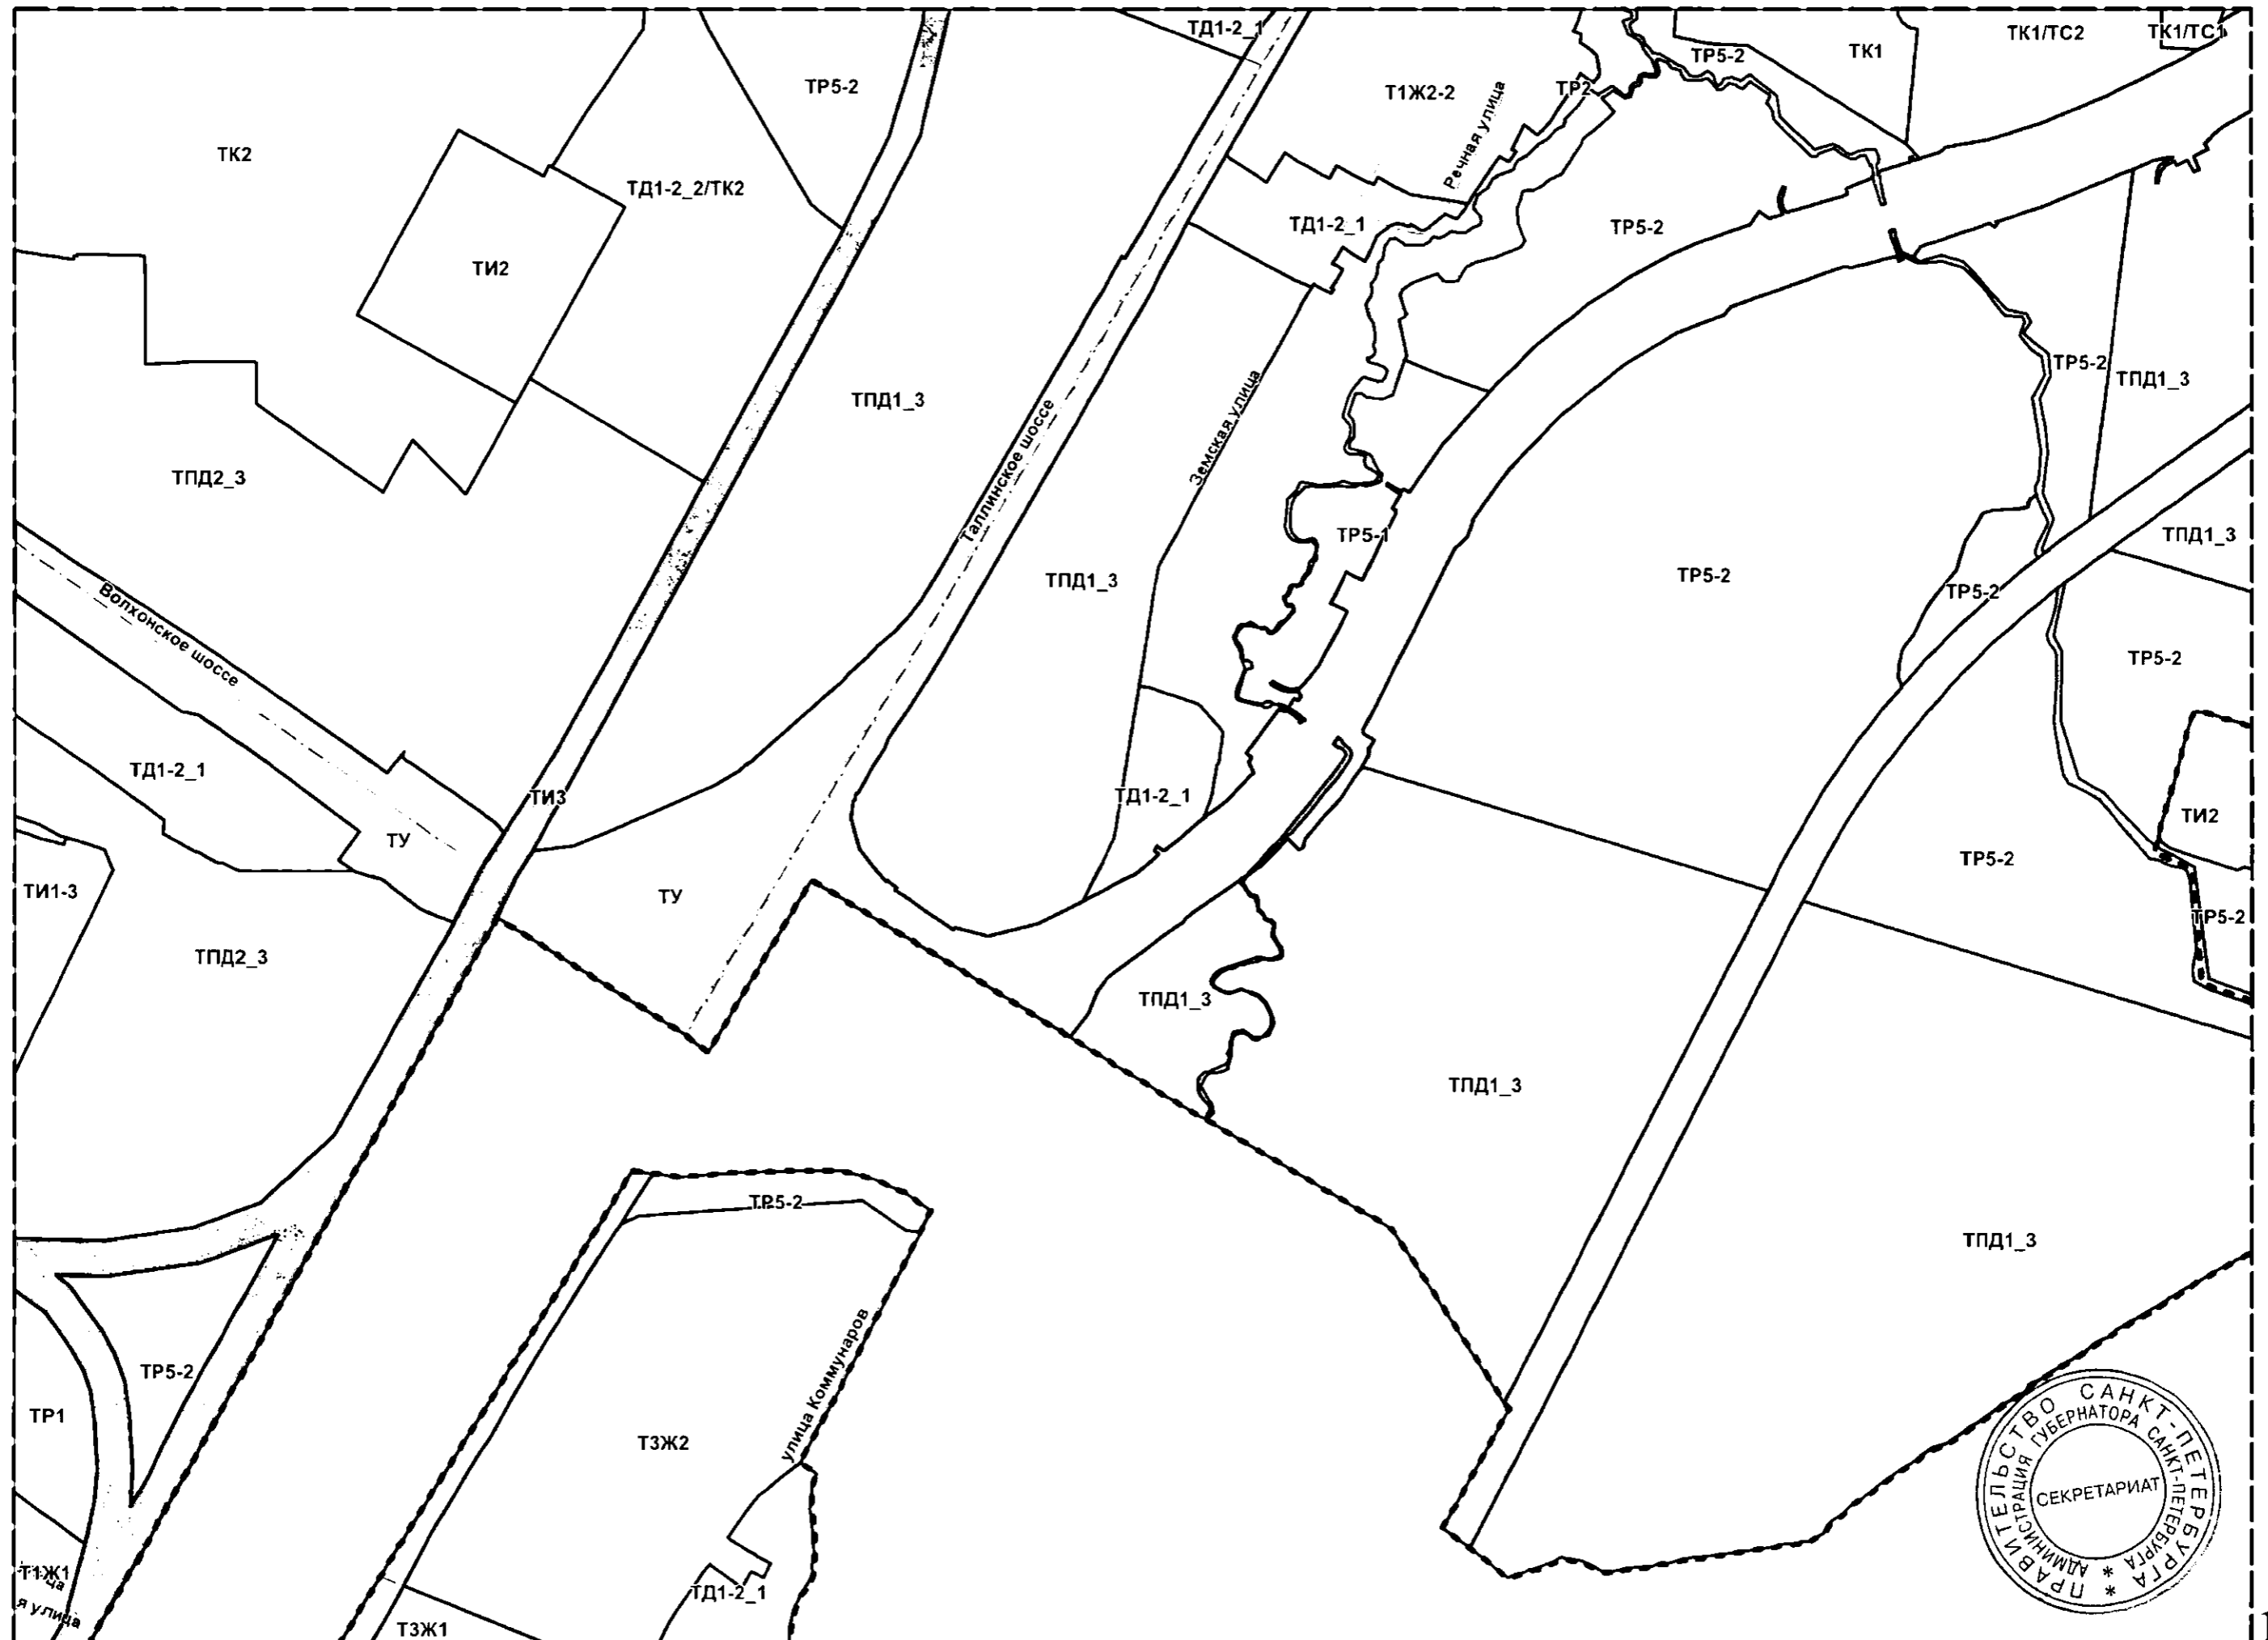 ТД1-2_1
ТР5-2
ТК1
ТК1/ТС2
ТК1/ТС1
ТР5-2
Т1Ж2-2
ТР2
Речная улица
ТК2
ТД1-2_2/ТК2
ТД1-2_1
ТР5-2
ТИ2
ТПД1_3
ТР5-2
ТПД1_3
Таллинское шоссе
Земская улица
ТПД2_3
ТР5-1
ТПД1_3
ТПД1_3
ТР5-2
ТР5-2
Волхонское шоссе
ТР5-2
ТД1-2_1
ТИ3
ТД1-2_1
ТИ2
ТУ
ТР5-2
ТИ1-3
ТУ
ТР5-2
ТПД2_3
ТПД1_3
ТПД1_3
ТР5-2
ТПД1_3
улица Коммунаров
ТР5-2
ТР1
Т3Ж2
ПРАВИТЕЛЬСТВО САНКТ-ПЕТЕРБУРГА *
АДМИНИСТРАЦИЯ ГУБЕРНАТОРА САНКТ-ПЕТЕРБУРГА *
СЕКРЕТАРИАТ
Т1Ж1
я улица
ТД1-2_1
Т3Ж1